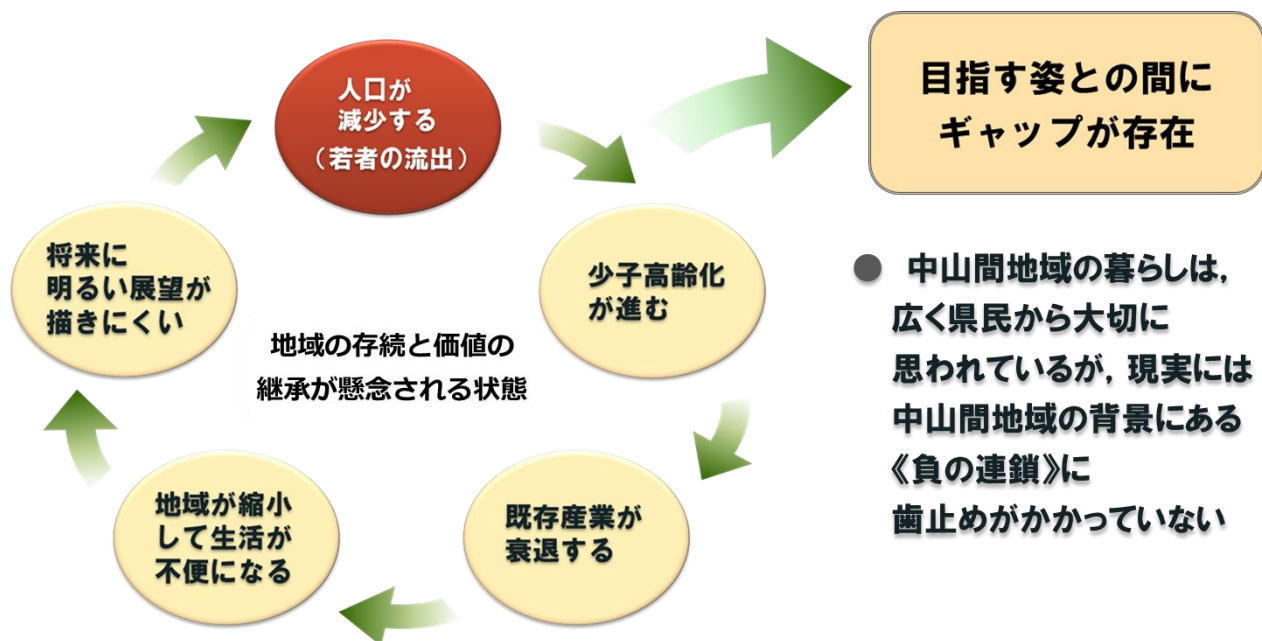 人口が
減少する
（若者の流出）
少子高齢化
が進む
既存産業が
衰退する
地域が縮小
して生活が
不便になる
将来に
明るい展望が
描きにくい
地域の存続と価値の
継承が懸念される状態
目指す姿との間に
ギャップが存在
● 中山間地域の暮らしは，
広く県民から大切に
思われているが，現実には
中山間地域の背景にある
《負の連鎖》に
歯止めがかかっていない